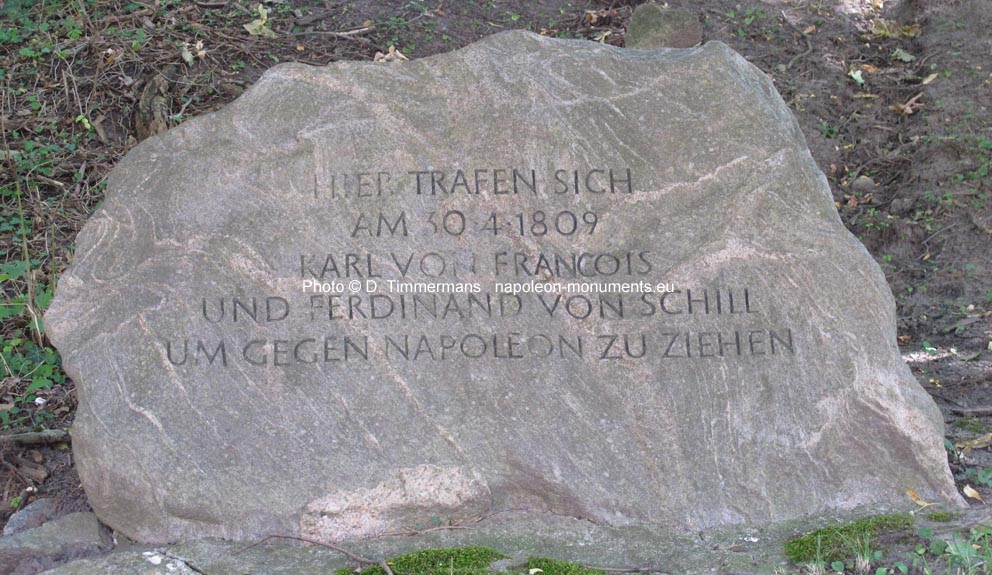 HIER TRAFEN SICH
AM 30·4·1809
KARL VON FRANCOIS
Photo © D. Timmermans napoleon-monuments.eu
UND FERDINAND VON SCHILL
UM GEGEN NAPOLEON ZU ZIEHEN